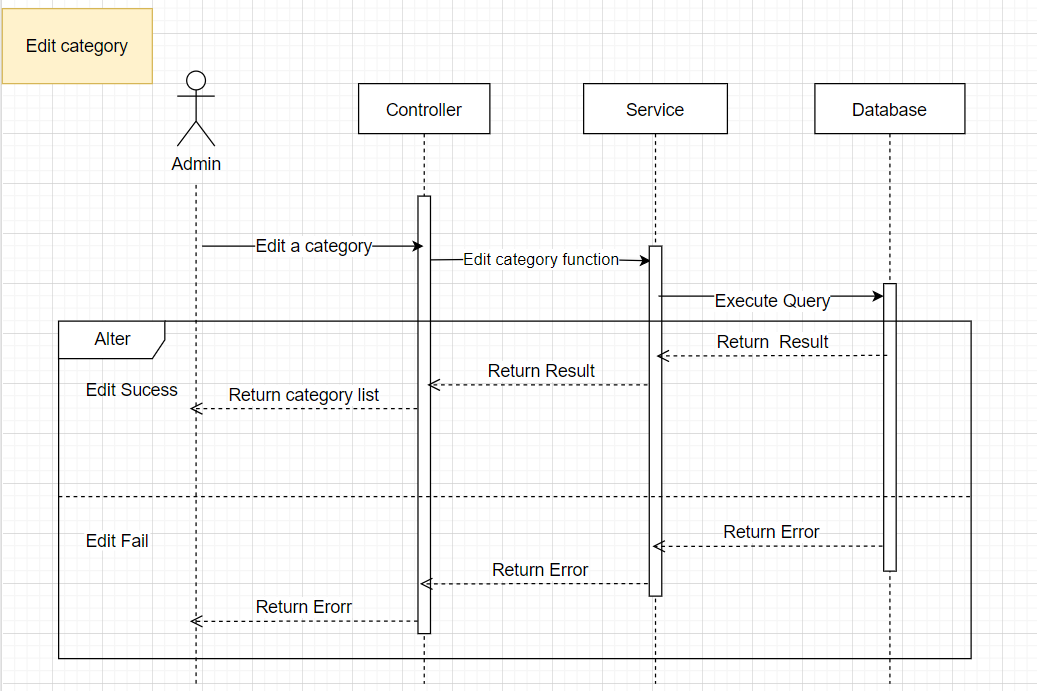 Edit category
Admin
Controller
Service
Database
Edit a category
Edit category function
Execute Query
Alter
Return  Result
Return Result
Edit Sucess
Return category list
Return Error
Edit Fail
Return Error
Return Erorr